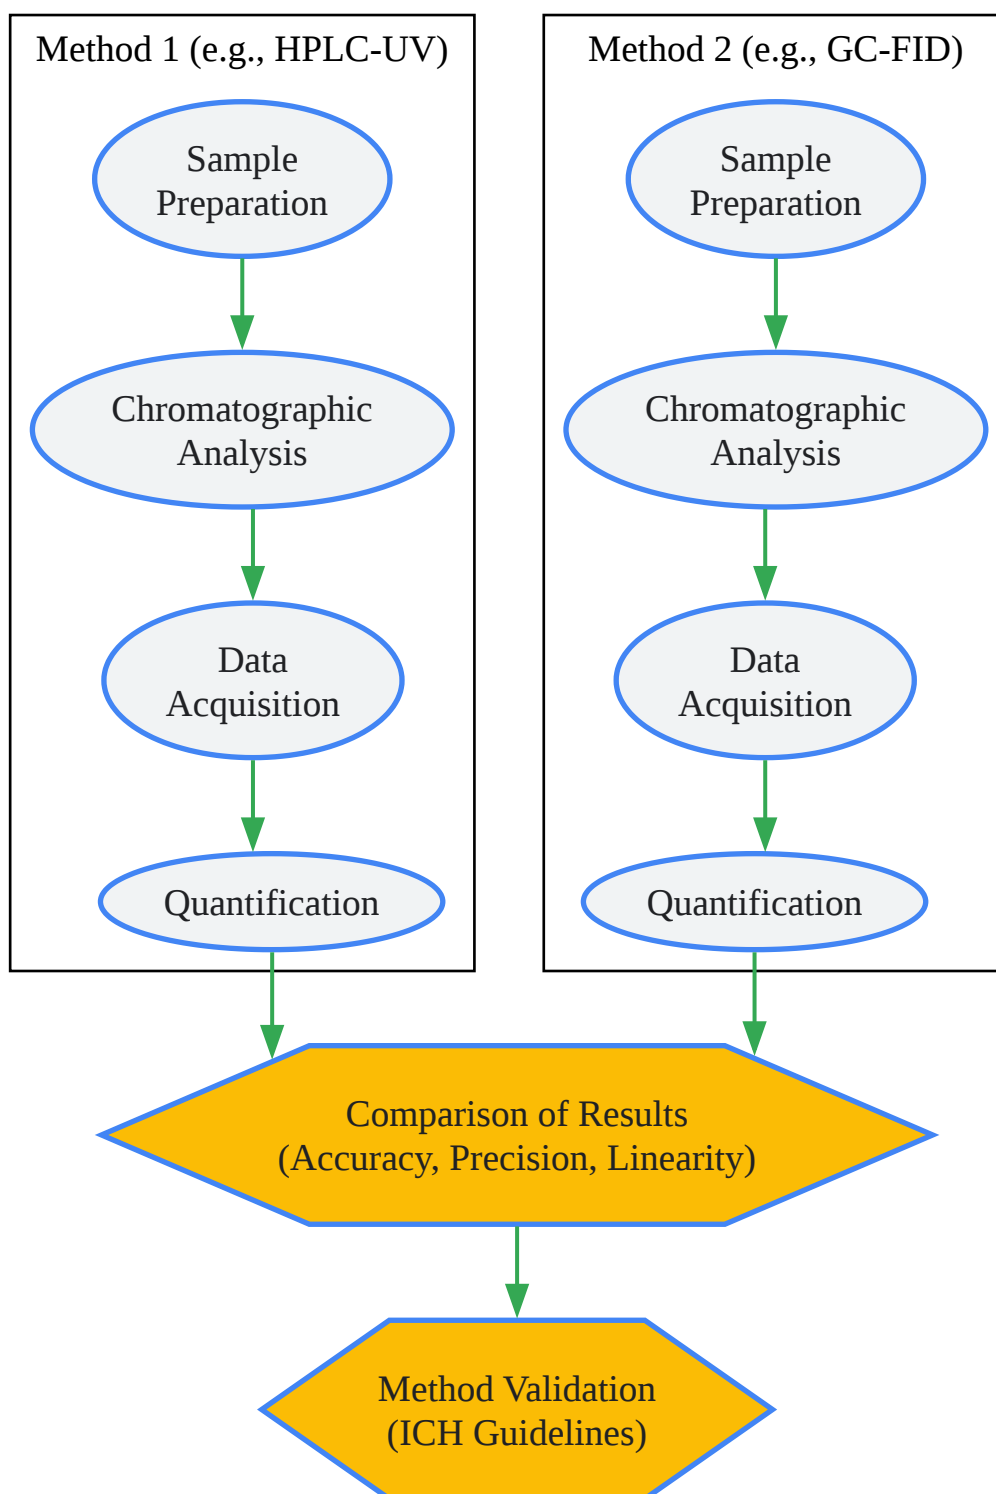 Method 1 (e.g., HPLC-UV)
Sample
Preparation
Chromatographic
Analysis
Data
Acquisition
Quantification
Method 2 (e.g., GC-FID)
Sample
Preparation
Chromatographic
Analysis
Data
Acquisition
Quantification
Comparison of Results
(Accuracy, Precision, Linearity)
Method Validation
(ICH Guidelines)